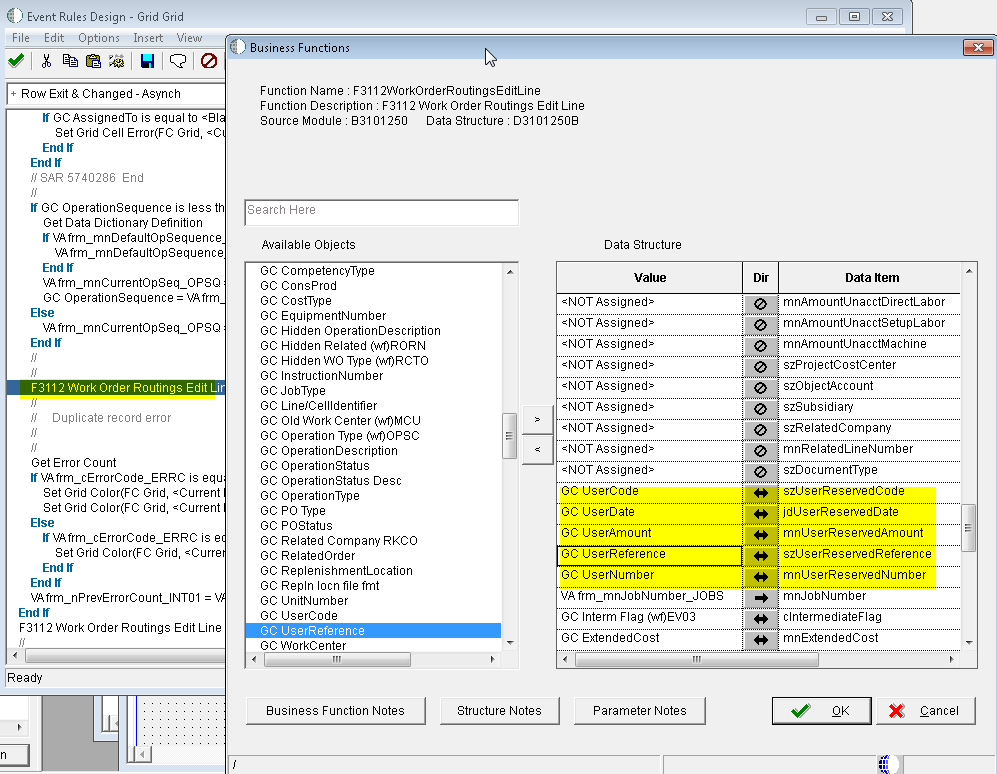 Event Rules Design - Grid Grid
File Edit Options Insert View
+ Row Exit & Changed - Asynch
If GC AssignedTo is equal to <Bla
Set Grid Cell Error(FC Grid, <Cu
End If
End If
// SAR 5740286 End
//
If GC OperationSequence is less th
Get Data Dictionary Definition
If VA frm_mnDefaultOpSequence_
VA frm_mnDefaultOpSequence_
End If
VA frm_mnCurrentOpSeq_OPSQ =
GC OperationSequence = VA frm_
Else
VA frm_mnCurrentOpSeq_OPSQ =
End If
//
//
F3112 Work Order Routings Edit Lin
//
// Duplicate record error
//
//
Get Error Count
If VA frm_cErrorCode_ERRC is equa
Set Grid Color(FC Grid, <Current
Set Grid Color(FC Grid, <Current
Else
If VA frm_cErrorCode_ERRC is eq
Set Grid Color(FC Grid, <Curren
End If
End If
VA frm_nPrevErrorCount_INT01 = VA
End If
F3112 Work Order Routings Edit Line
//
Ready
n
Business Functions
Function Name : F3112WorkOrderRoutingsEditLine
Function Description : F3112 Work Order Routings Edit Line
Source Module : B3101250 Data Structure : D3101250B
Search Here
Available Objects
GC CompetencyType
GC ConsProd
GC CostType
GC EquipmentNumber
GC Hidden OperationDescription
GC Hidden Related (wf)RORN
GC Hidden WO Type (wf)RCTO
GC InstructionNumber
GC JobType
GC Line/CellIdentifier
GC Old Work Center (wf)MCU
GC Operation Type (wf)OPSC
GC OperationDescription
GC OperationStatus
GC OperationStatus Desc
GC OperationType
GC PO Type
GC POStatus
GC Related Company RKCO
GC RelatedOrder
GC ReplenishmentLocation
GC Repln locn file fmt
GC UnitNumber
GC UserCode
GC UserReference
GC WorkCenter
>
<
Data Structure
Value Dir Data Item
<NOT Assigned> mnAmountUnacctDirectLabor
<NOT Assigned> mnAmountUnacctSetupLabor
<NOT Assigned> mnAmountUnacctMachine
<NOT Assigned> szProjectCostCenter
<NOT Assigned> szObjectAccount
<NOT Assigned> szSubsidiary
<NOT Assigned> szRelatedCompany
<NOT Assigned> mnRelatedLineNumber
<NOT Assigned> szDocumentType
GC UserCode szUserReservedCode
GC UserDate jdUserReservedDate
GC UserAmount mnUserReservedAmount
GC UserReference szUserReservedReference
GC UserNumber mnUserReservedNumber
VA frm_mnJobNumber_JOBS mnJobNumber
GC Interm Flag (wf)EV03 cIntermediateFlag
GC ExtendedCost mnExtendedCost
Business Function Notes Structure Notes Parameter Notes OK Cancel
/